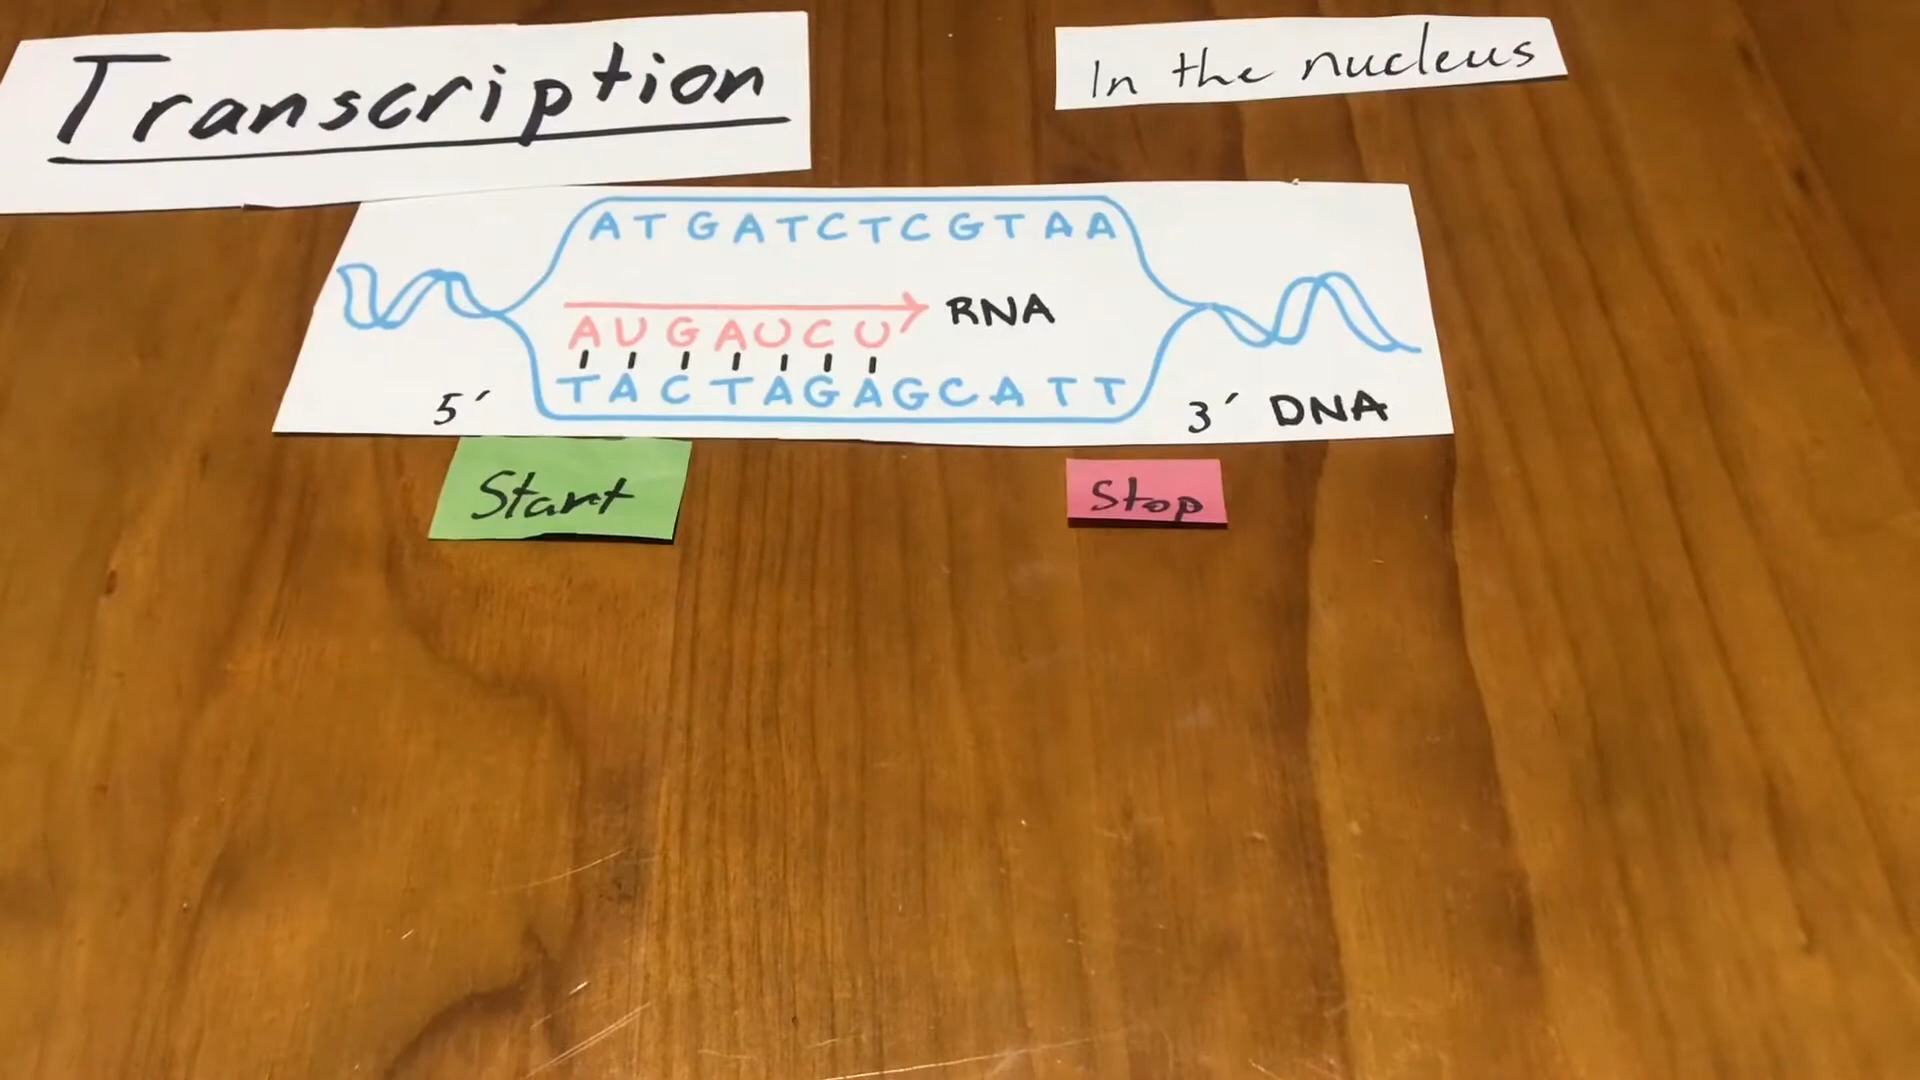 Transcription
In the nucleus
ATGATCTCGTAA
RNA
AUGAUCU
TACTAGAGCATT
5´ 3´ DNA
Start
Stop